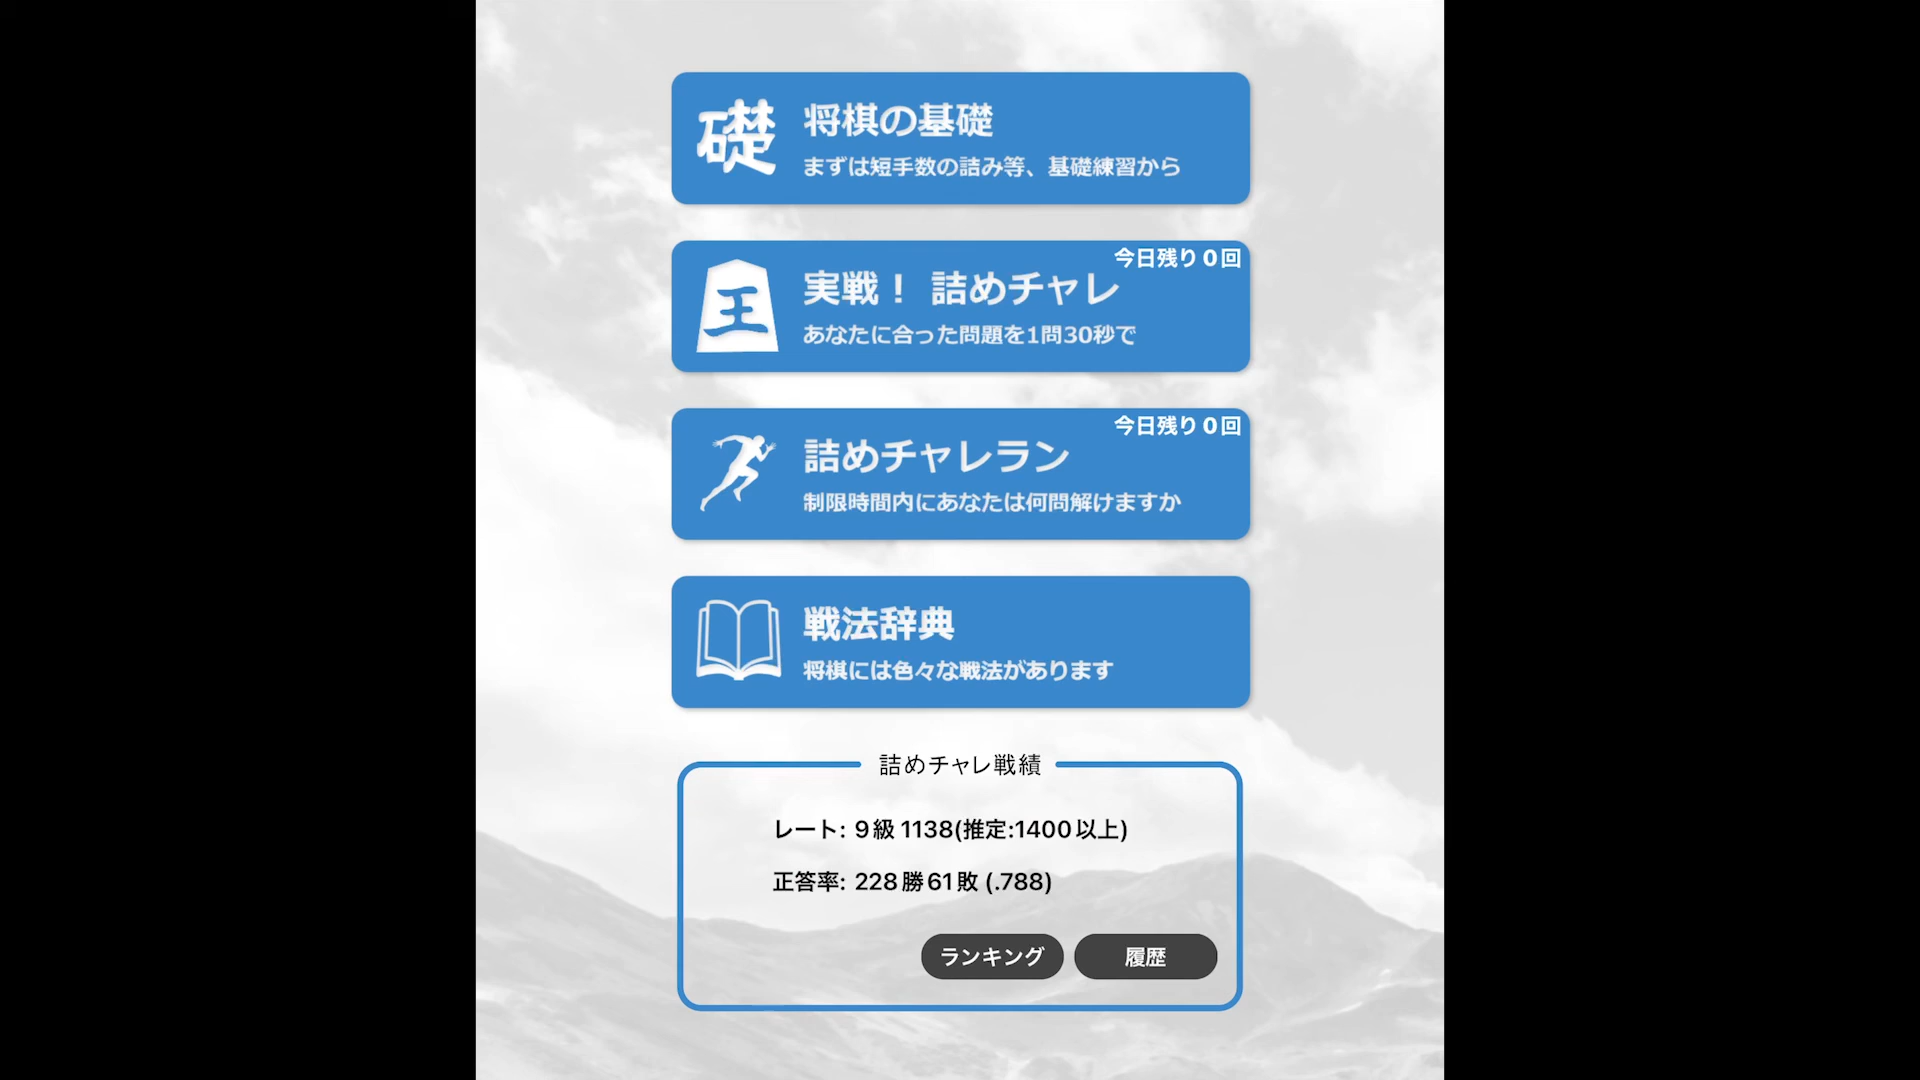 礎
将棋の基礎
まずは短手数の詰み等、基礎練習から
今日残り0回
王
実戦！ 詰めチャレ
あなたに合った問題を1問30秒で
今日残り0回
詰めチャレラン
制限時間内にあなたは何問解けますか
戦法辞典
将棋には色々な戦法があります
詰めチャレ戦績
レート: 9級 1138(推定:1400以上)
正答率: 228勝61敗 (.788)
ランキング 履歴